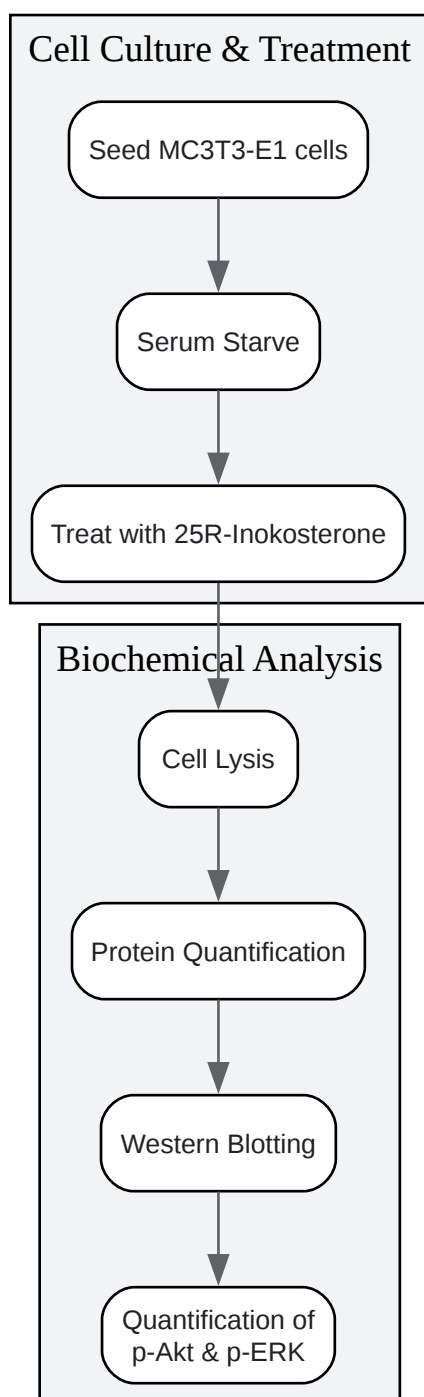 Cell Culture & Treatment
Seed MC3T3-E1 cells
Serum Starve
Treat with 25R-Inokosterone
Biochemical Analysis
Cell Lysis
Protein Quantification
Western Blotting
Quantification of
p-Akt & p-ERK